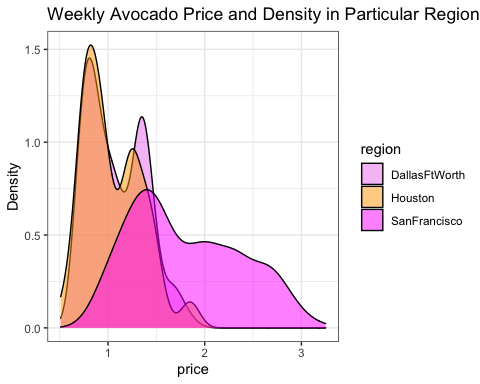 Weekly Avocado Price and Density in Particular Region
1.5
1.0
0.5
0.0
Density
1
2
3
price
region
DallasFtWorth
Houston
SanFrancisco